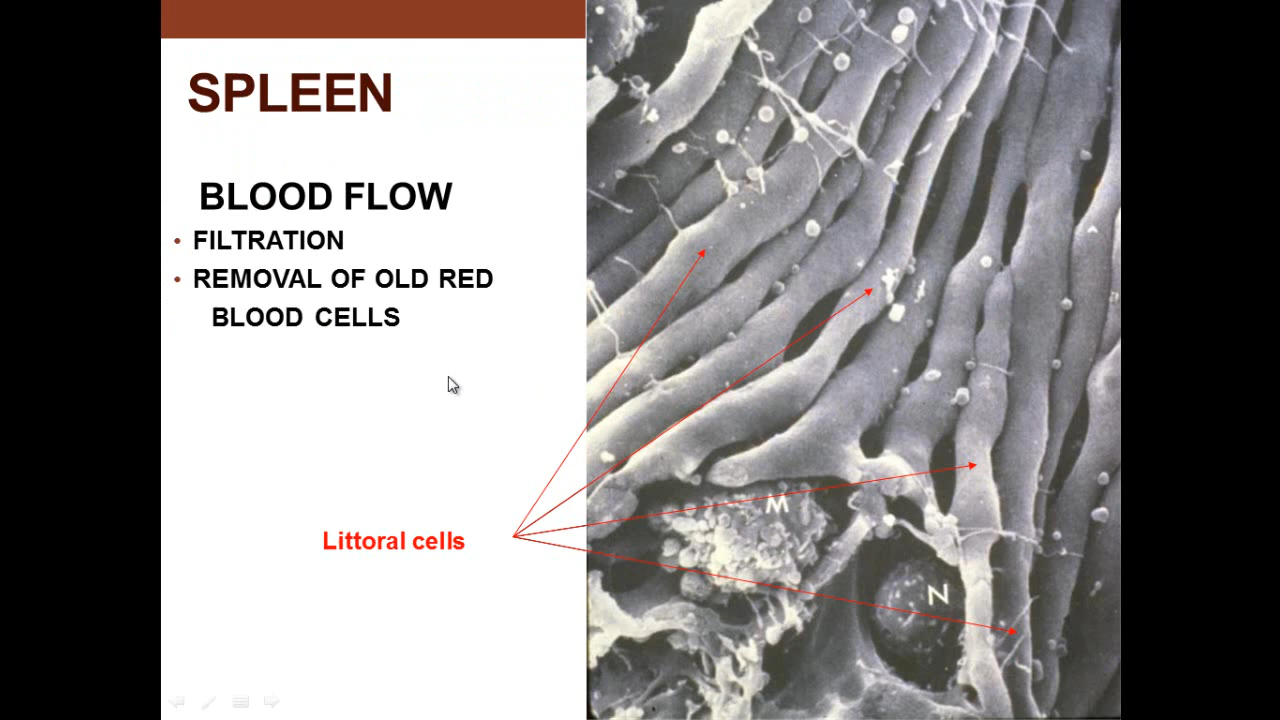 SPLEEN
BLOOD FLOW
• FILTRATION
• REMOVAL OF OLD RED
BLOOD CELLS
Littoral cells
M
N